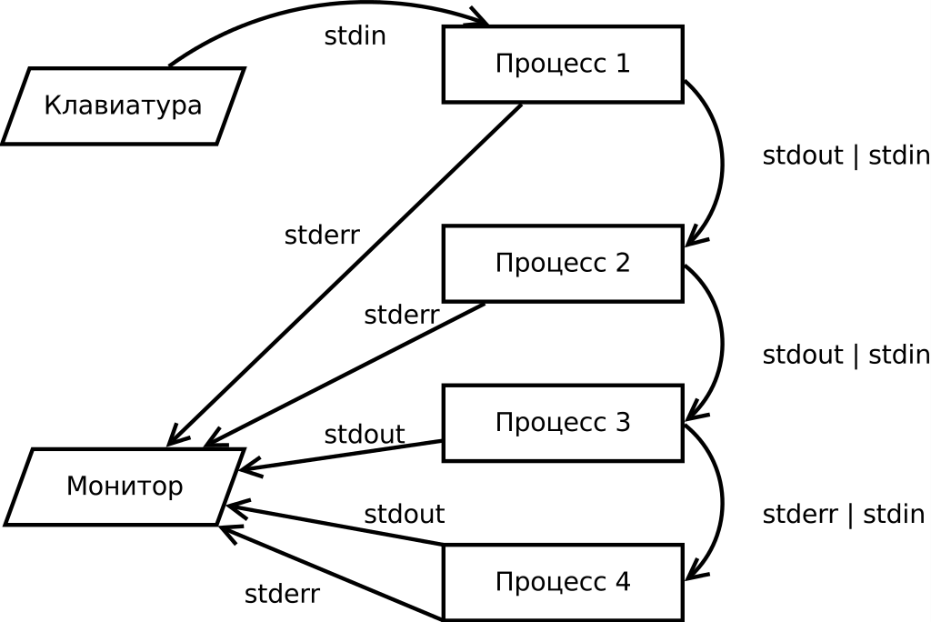 stdin
Процесс 1
Клавиатура
stdout | stdin
stderr
Процесс 2
stderr
stdout | stdin
Процесс 3
stdout
Монитор
stdout
stderr | stdin
Процесс 4
stderr